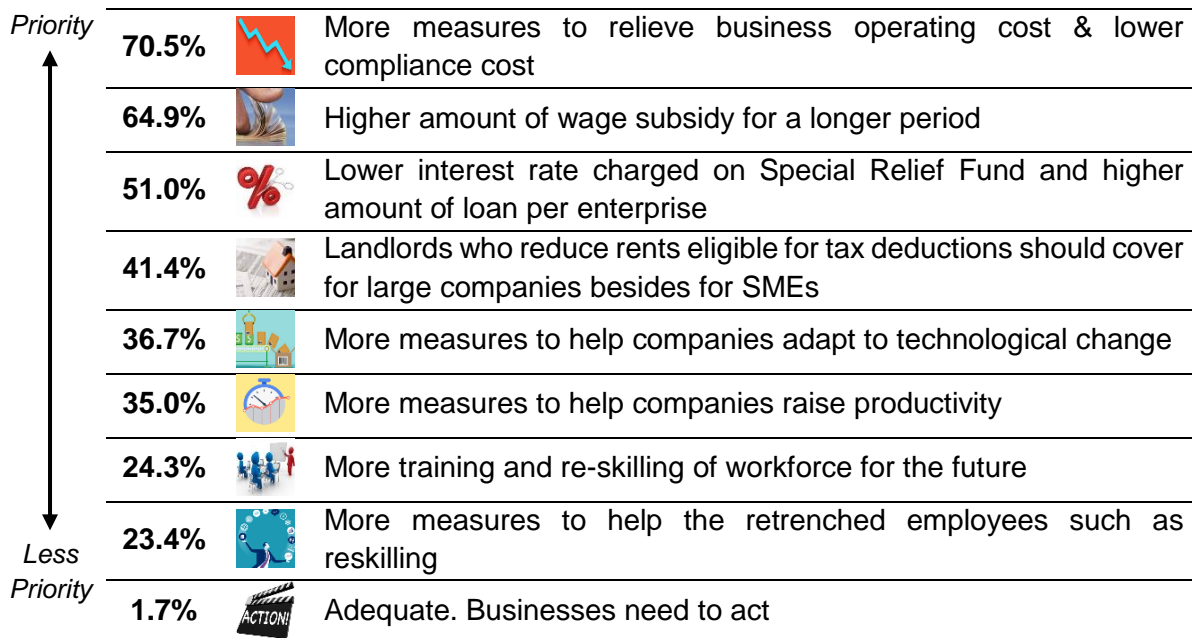 Priority
70.5%
More measures to relieve business operating cost & lower
compliance cost
64.9%
Higher amount of wage subsidy for a longer period
51.0%
%
Lower interest rate charged on Special Relief Fund and higher
amount of loan per enterprise
41.4%
Landlords who reduce rents eligible for tax deductions should cover
for large companies besides for SMEs
36.7%
More measures to help companies adapt to technological change
35.0%
More measures to help companies raise productivity
24.3%
More training and re-skilling of workforce for the future
23.4%
More measures to help the retrenched employees such as
reskilling
Less
Priority
1.7%
ACTION!
Adequate. Businesses need to act